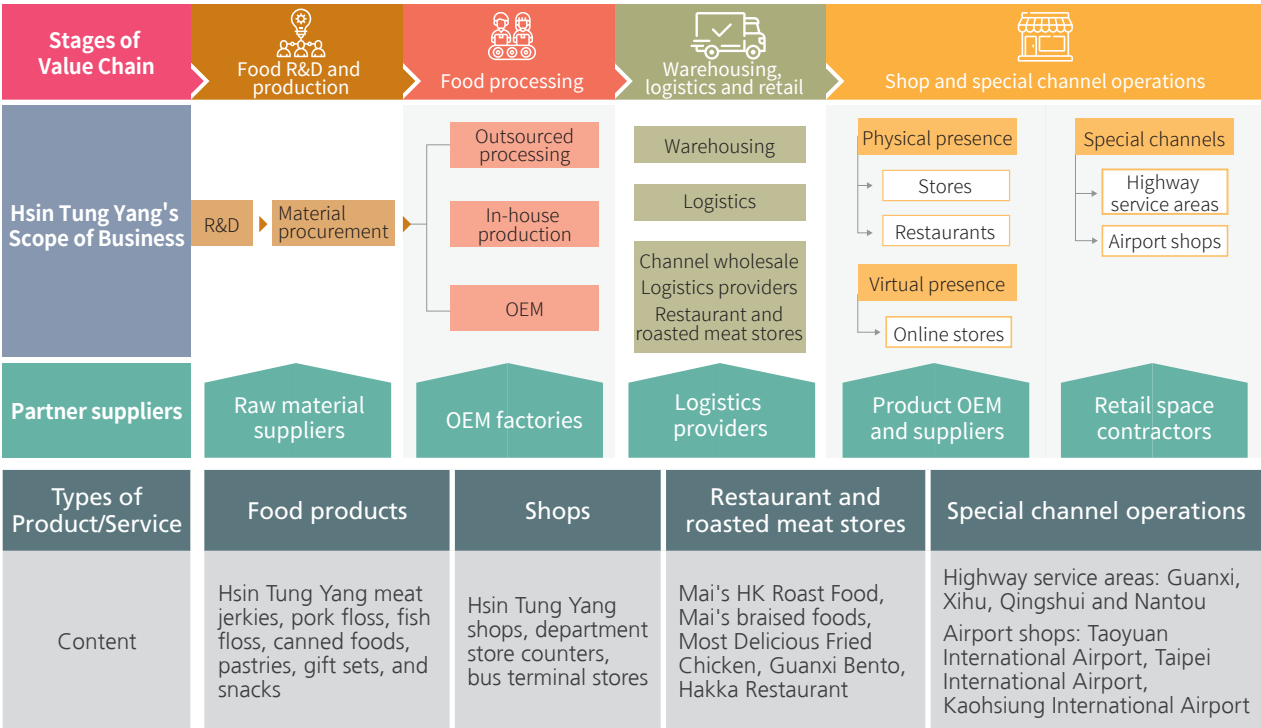 Stages of
Value Chain
Food R&D and
production
Food processing
Warehousing,
logistics and retail
Shop and special channel operations
Hsin Tung Yang's
Scope of Business
R&D
Material
procurement
Outsourced
processing
In-house
production
OEM
Warehousing
Logistics
Channel wholesale
Logistics providers
Restaurant and
roasted meat stores
Physical presence
Stores
Restaurants
Virtual presence
Online stores
Special channels
Highway
service areas
Airport shops
Partner suppliers
Raw material
suppliers
OEM factories
Logistics
providers
Product OEM
and suppliers
Retail space
contractors
Types of
Product/Service
Food products
Shops
Restaurant and
roasted meat stores
Special channel operations
Content
Hsin Tung Yang meat
jerkies, pork floss, fish
floss, canned foods,
pastries, gift sets, and
snacks
Hsin Tung Yang
shops, department
store counters,
bus terminal stores
Mai's HK Roast Food,
Mai's braised foods,
Most Delicious Fried
Chicken, Guanxi Bento,
Hakka Restaurant
Highway service areas: Guanxi,
Xihu, Qingshui and Nantou
Airport shops: Taoyuan
International Airport, Taipei
International Airport,
Kaohsiung International Airport